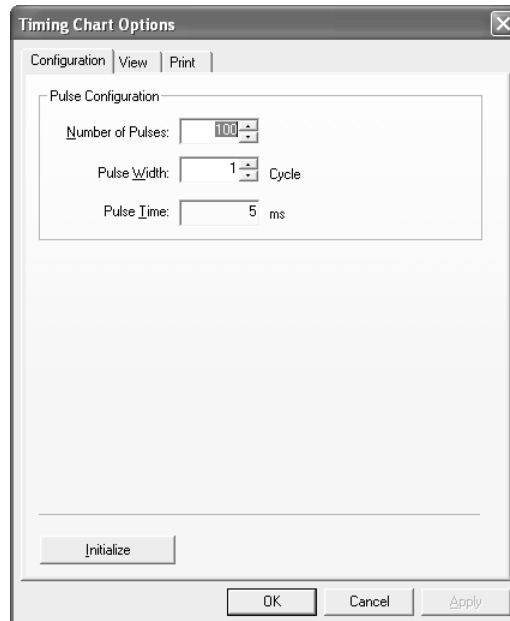 Timing Chart Options
Configuration View Print
Pulse Configuration
Number of Pulses: 100
Pulse Width: 1 Cycle
Pulse Time: 5 ms
Initialize
OK Cancel Apply